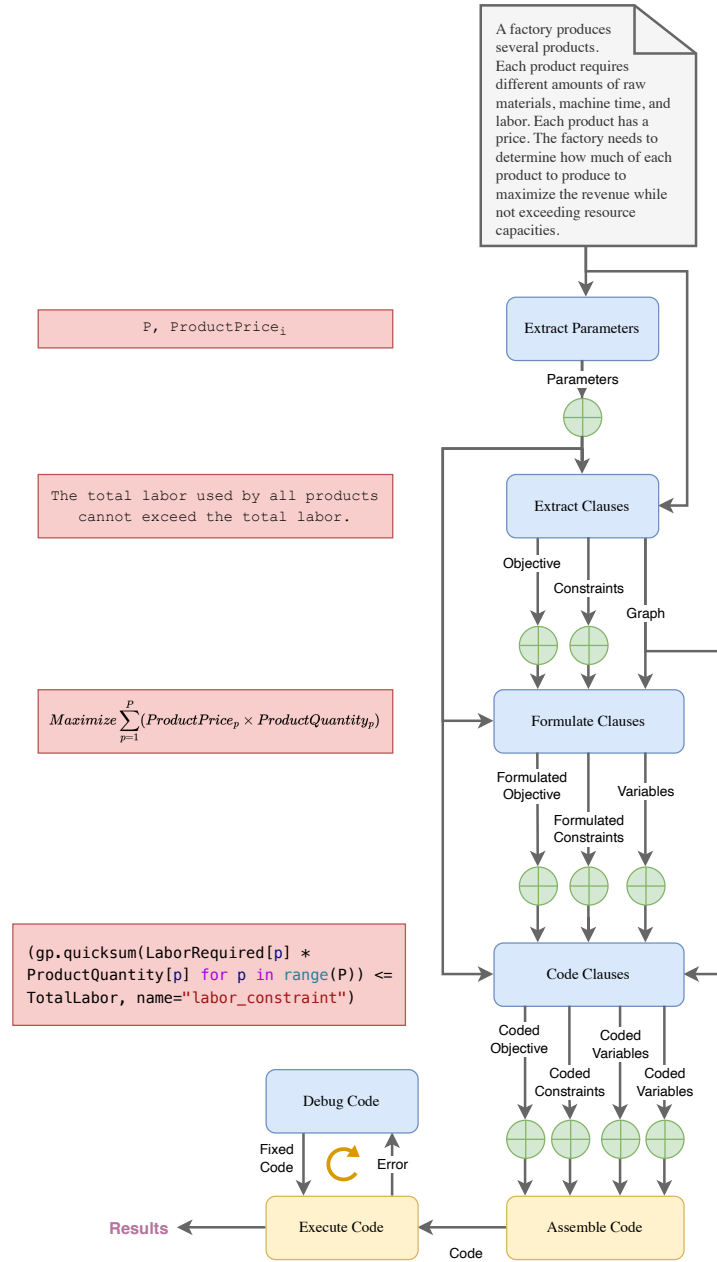 A factory produces
several products.
Each product requires
different amounts of raw
materials, machine time, and
labor. Each product has a
price. The factory needs to
determine how much of each
product to produce to
maximize the revenue while
not exceeding resource
capacities.
P, ProductPrice_i
Extract Parameters
Parameters
The total labor used by all products
cannot exceed the total labor.
Extract Clauses
Objective
Constraints
Graph
Maximize \sum_{p=1}^{P} (ProductPrice_p × ProductQuantity_p)
Formulate Clauses
Formulated
Objective
Formulated
Constraints
Variables
(gp.quicksum(LaborRequired[p] *
ProductQuantity[p] for p in range(P)) <=
TotalLabor, name="labor_constraint")
Code Clauses
Coded
Objective
Coded
Constraints
Coded
Variables
Coded
Variables
Debug Code
Fixed
Code
Error
Results
Execute Code
Code
Assemble Code